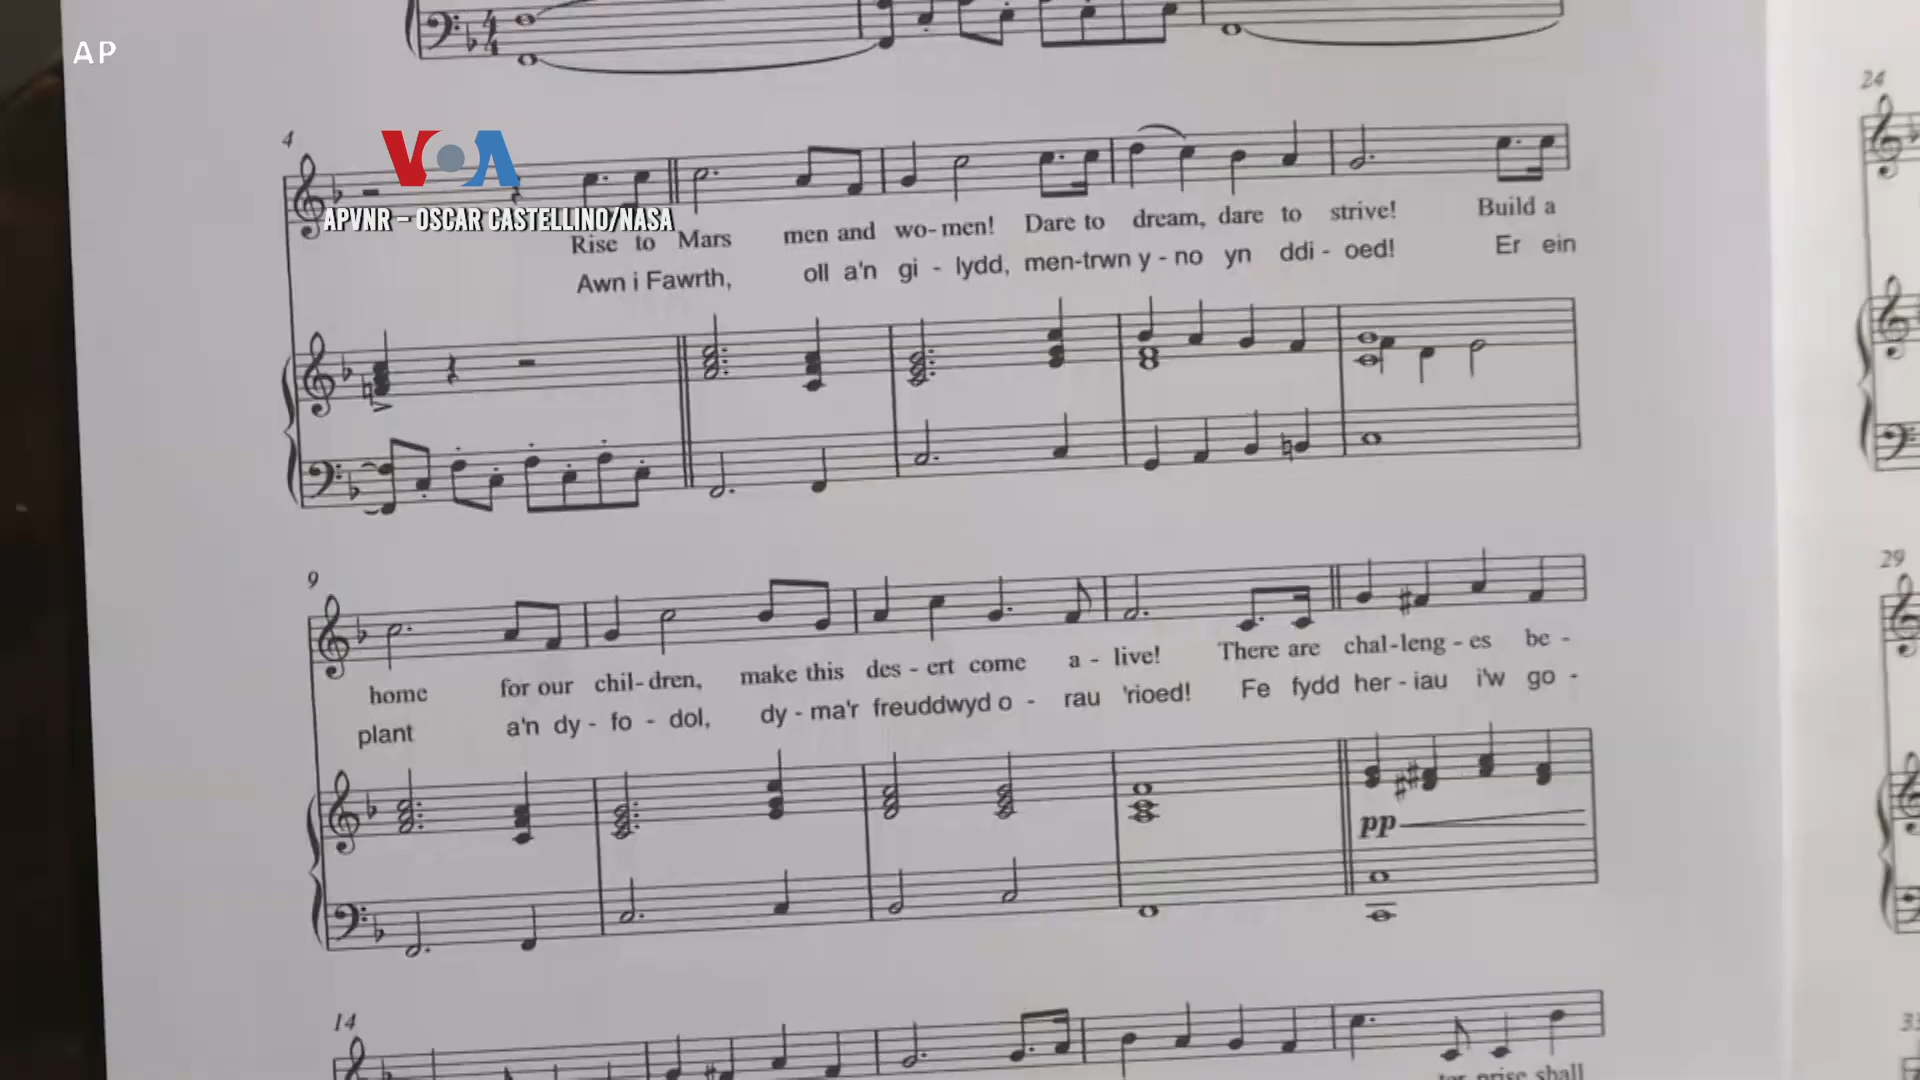 AP
VOA
APVNR – OSCAR CASTELLINO/NASA
4
Rise to Mars men and wo-men! Dare to dream, dare to strive! Build a
Awn i Fawrth, oll a'n gi - lydd, men-trwn y - no yn ddi - oed! Er ein
9
home for our chil-dren, make this des - ert come a - live! There are chal-leng - es be -
plant a'n dy - fo - dol, dy - ma'r freuddwyd o - rau 'rioed! Fe fydd her - iau i'w go -
pp
14
prise shall
24
29